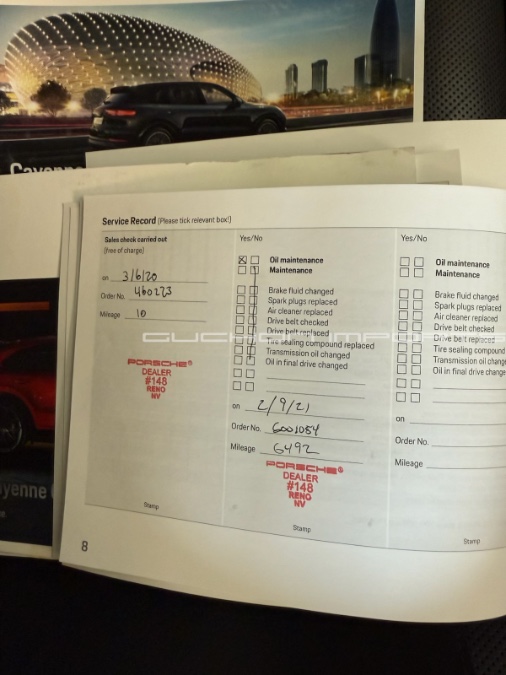 Cayenne
Service Record (Please tick relevant box!)
Sales check carried out
(free of charge)
on 3/6/20
Order No. 460223
Mileage 10
PORSCHE®
DEALER
#148
RENO
NV
Stamp
Yes/No
Oil maintenance
Maintenance
Brake fluid changed
Spark plugs replaced
Air cleaner replaced
Drive belt checked
Drive belt replaced
Tire sealing compound replaced
Transmission oil changed
Oil in final drive changed
on 2/9/21
Order No. 6001084
Mileage 6492
PORSCHE®
DEALER
#148
RENO
NV
Stamp
Yes/No
Oil maintenance
Maintenance
Brake fluid changed
Spark plugs replaced
Air cleaner replaced
Drive belt checked
Drive belt replaced
Tire sealing compound
Transmission oil chang
Oil in final drive chang
on
Order No.
Mileage
Stamp
8